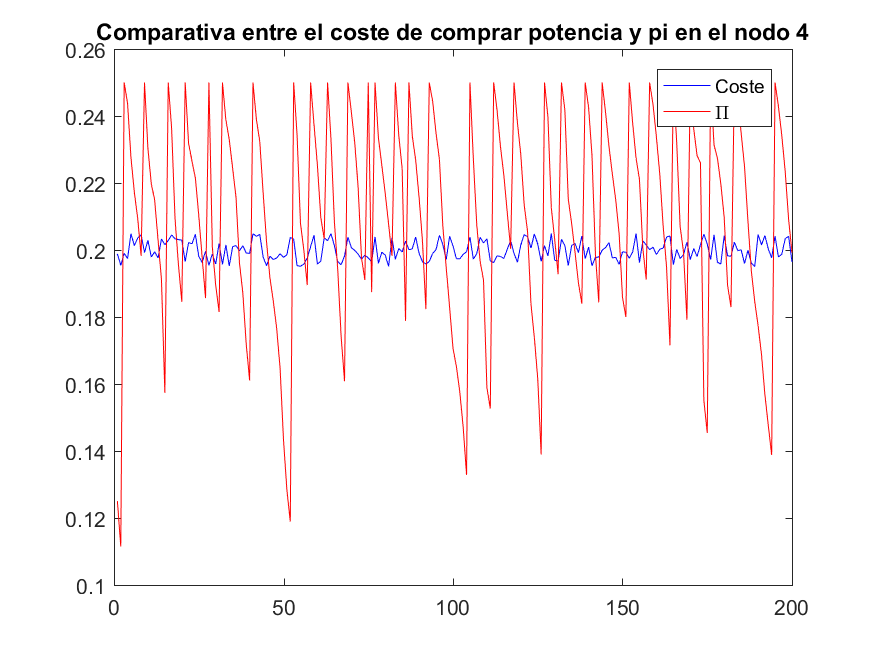 Comparativa entre el coste de comprar potencia y pi en el nodo 4
0.26
0.24
0.22
0.2
0.18
0.16
0.14
0.12
0.1
0 50 100 150 200
Coste
Π